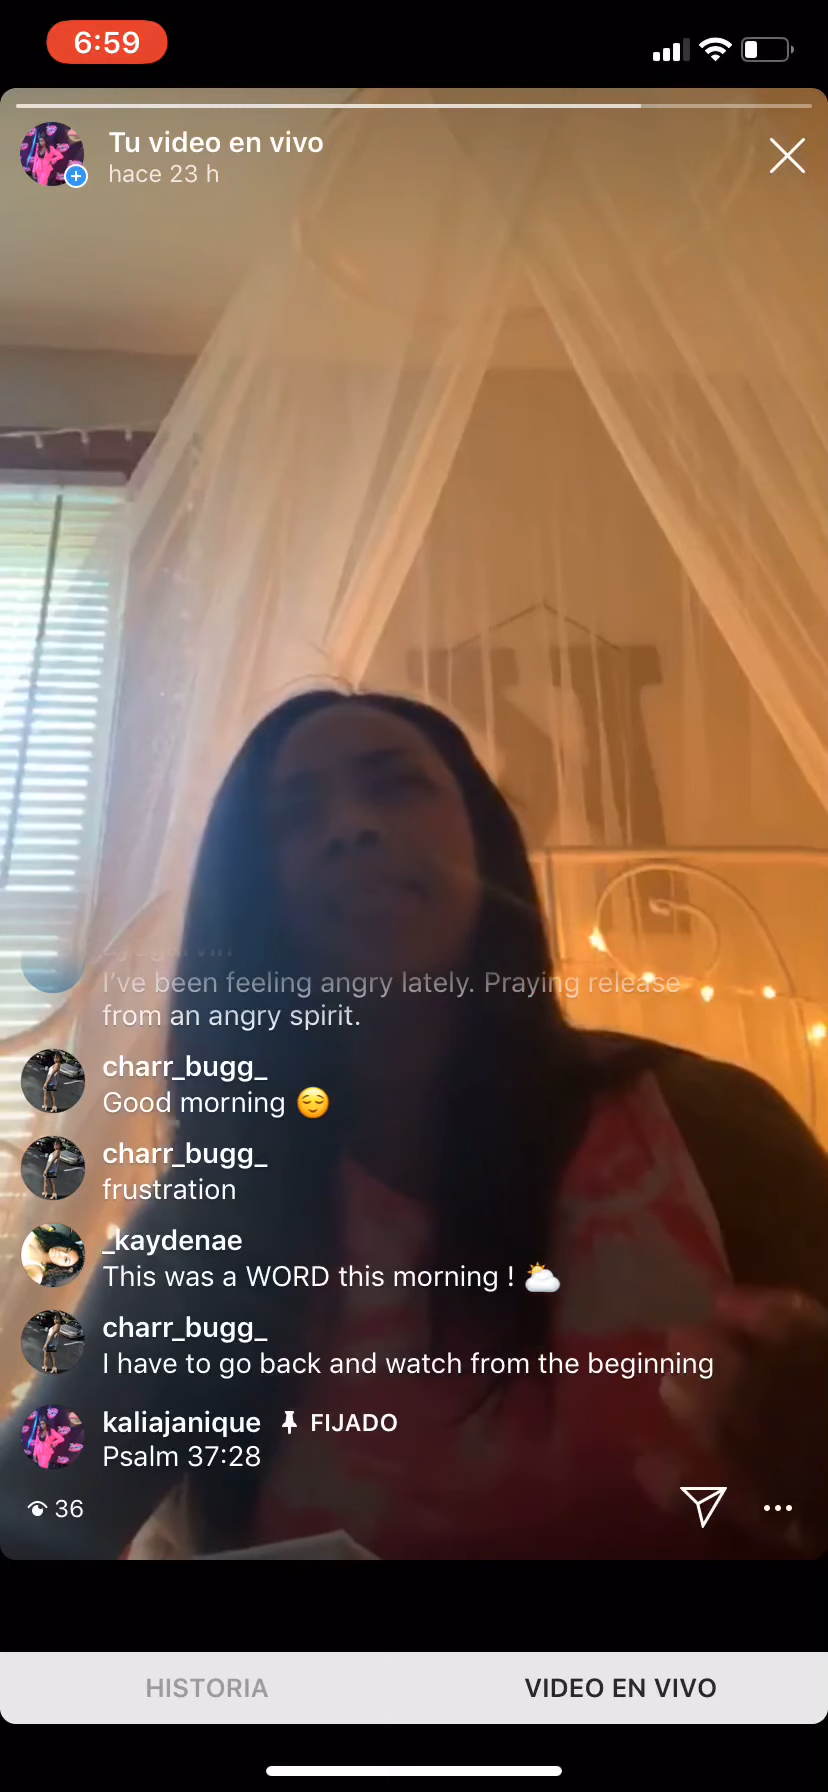 6:59
Tu video en vivo
hace 23 h
I've been feeling angry lately. Praying release
from an angry spirit.
charr_bugg_
Good morning 😌
charr_bugg_
frustration
_kaydenae
This was a WORD this morning ! 🌥️
charr_bugg_
I have to go back and watch from the beginning
kaliajanique 📌 FIJADO
Psalm 37:28
36
HISTORIA
VIDEO EN VIVO